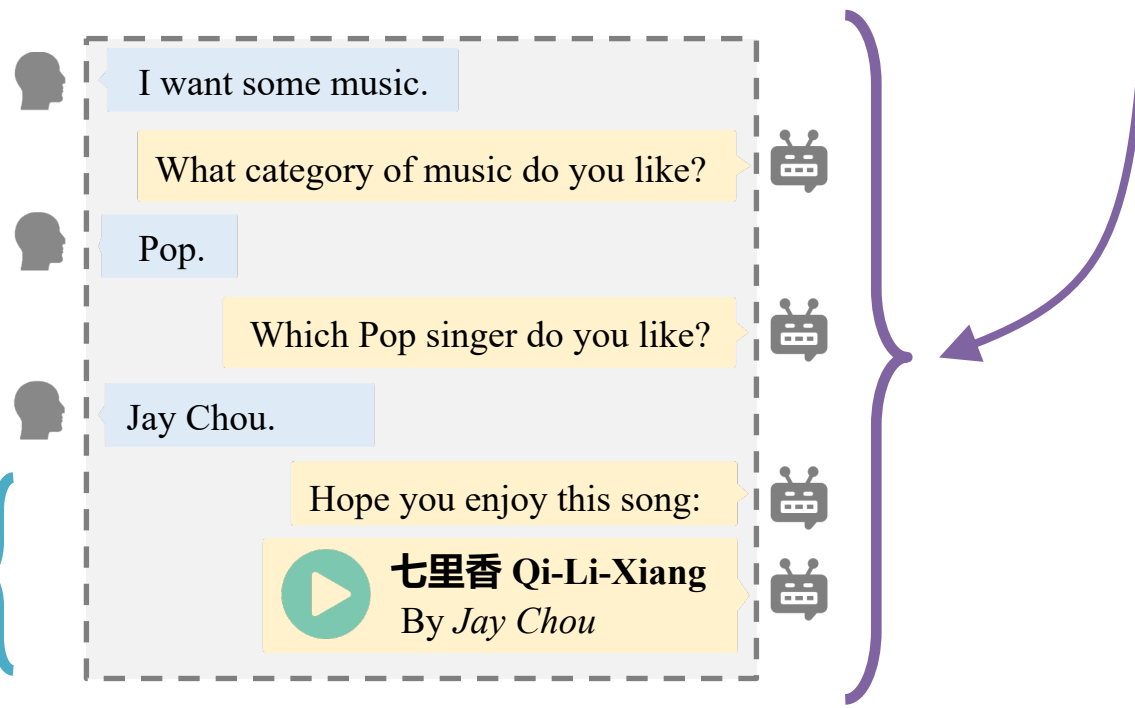 I want some music.
What category of music do you like?
Pop.
Which Pop singer do you like?
Jay Chou.
Hope you enjoy this song:
七里香 Qi-Li-Xiang
By Jay Chou